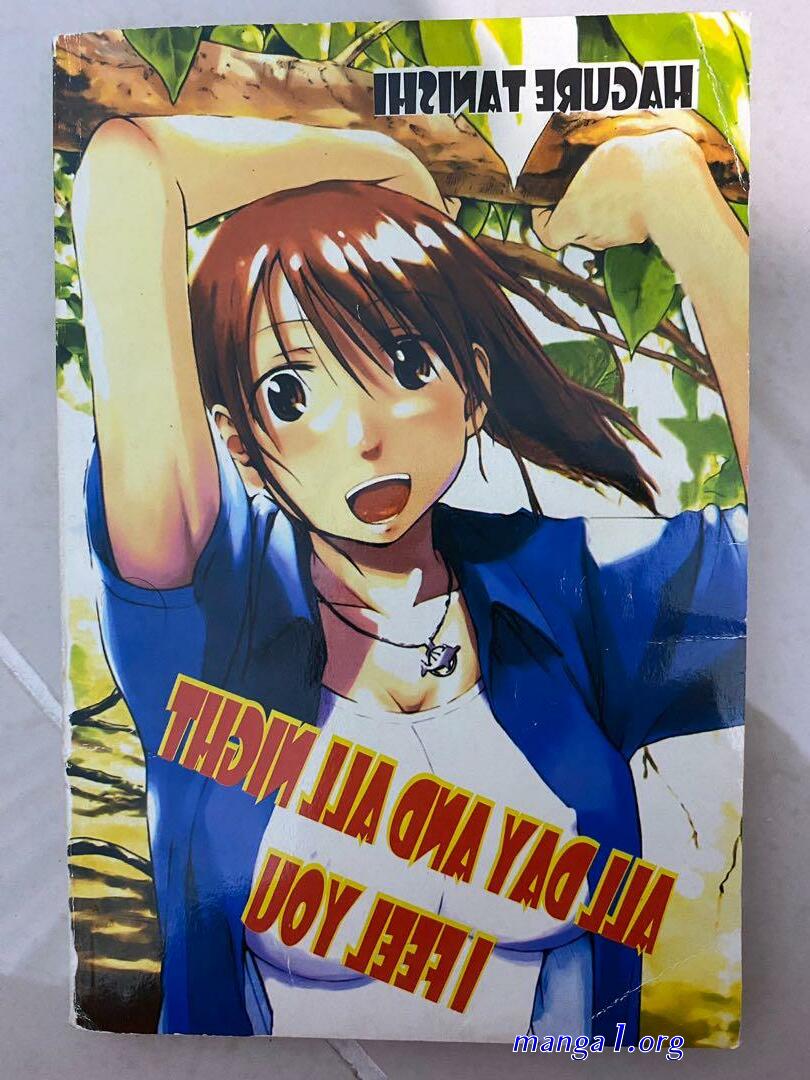 HAGURE TANISHI
ALL DAY AND ALL NIGHT
I FEEL YOU
manga1.org